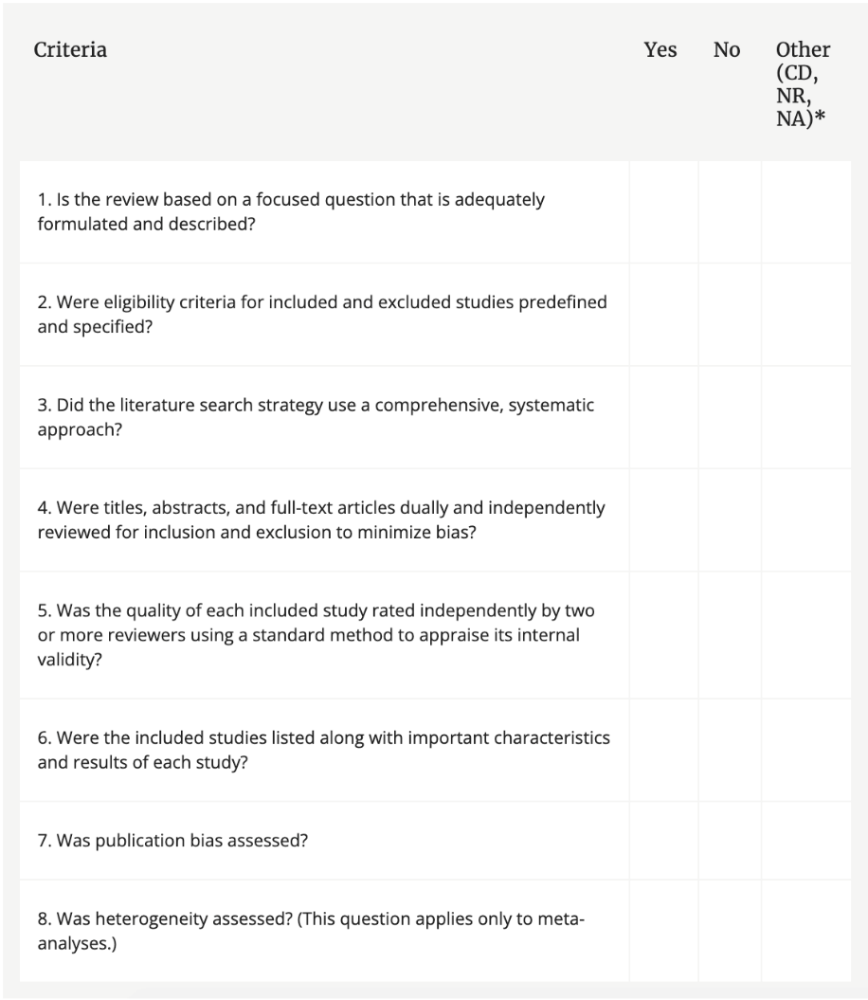 Criteria Yes No Other
(CD,
NR,
NA)*
1. Is the review based on a focused question that is adequately
formulated and described?
2. Were eligibility criteria for included and excluded studies predefined
and specified?
3. Did the literature search strategy use a comprehensive, systematic
approach?
4. Were titles, abstracts, and full-text articles dually and independently
reviewed for inclusion and exclusion to minimize bias?
5. Was the quality of each included study rated independently by two
or more reviewers using a standard method to appraise its internal
validity?
6. Were the included studies listed along with important characteristics
and results of each study?
7. Was publication bias assessed?
8. Was heterogeneity assessed? (This question applies only to meta-
analyses.)